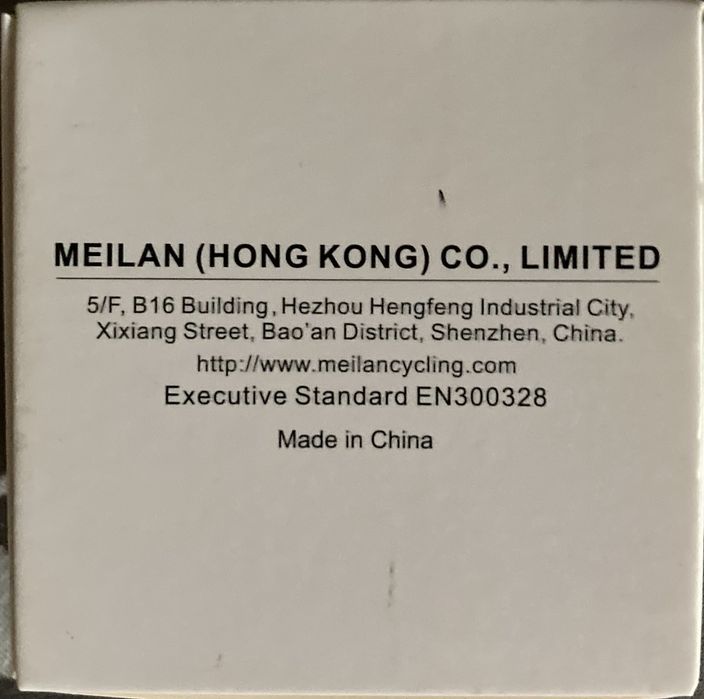 MEILAN (HONG KONG) CO., LIMITED
5/F, B16 Building, Hezhou Hengfeng Industrial City,
Xixiang Street, Bao'an District, Shenzhen, China.
http://www.meilancycling.com
Executive Standard EN300328
Made in China